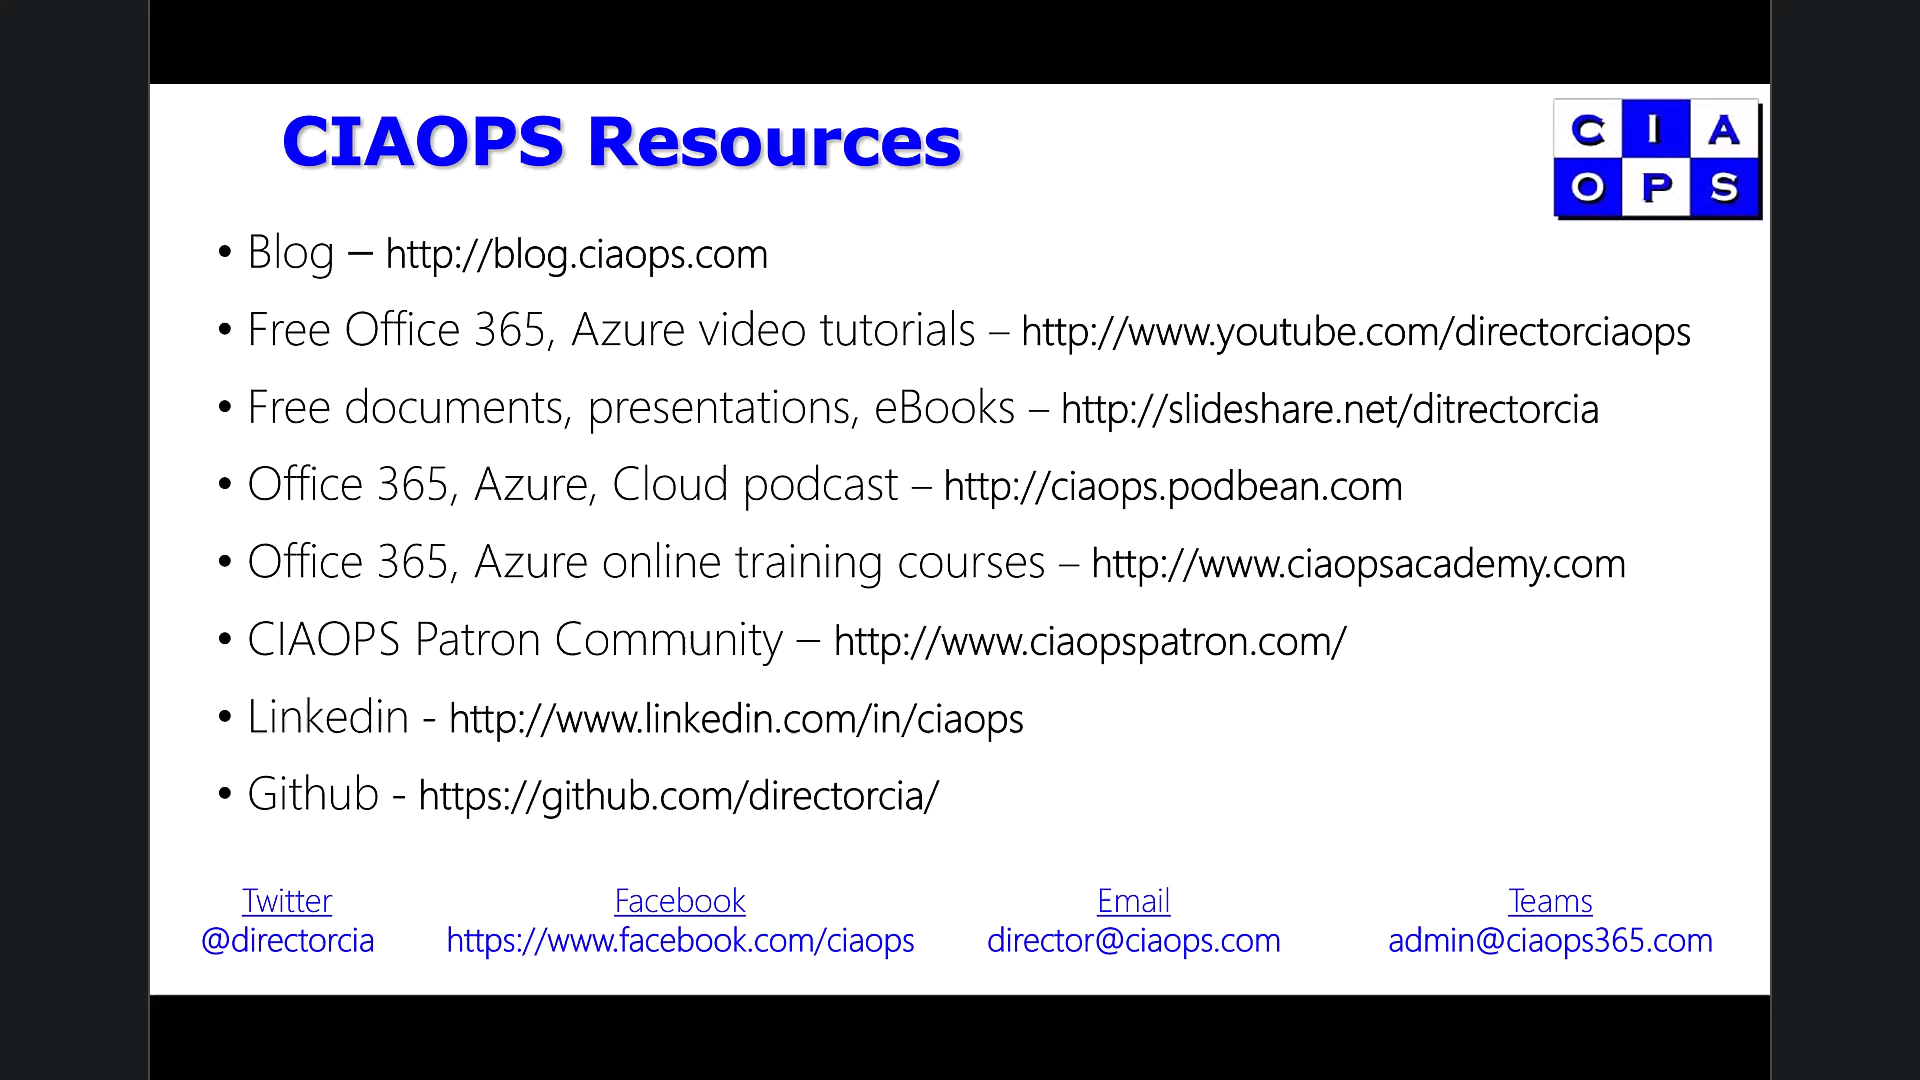 CIAOPS Resources
C I A
O P S
• Blog – http://blog.ciaops.com
• Free Office 365, Azure video tutorials – http://www.youtube.com/directorciaops
• Free documents, presentations, eBooks – http://slideshare.net/ditrectorcia
• Office 365, Azure, Cloud podcast – http://ciaops.podbean.com
• Office 365, Azure online training courses – http://www.ciaopsacademy.com
• CIAOPS Patron Community – http://www.ciaopspatron.com/
• Linkedin - http://www.linkedin.com/in/ciaops
• Github - https://github.com/directorcia/
Twitter Facebook Email Teams
@directorcia https://www.facebook.com/ciaops director@ciaops.com admin@ciaops365.com